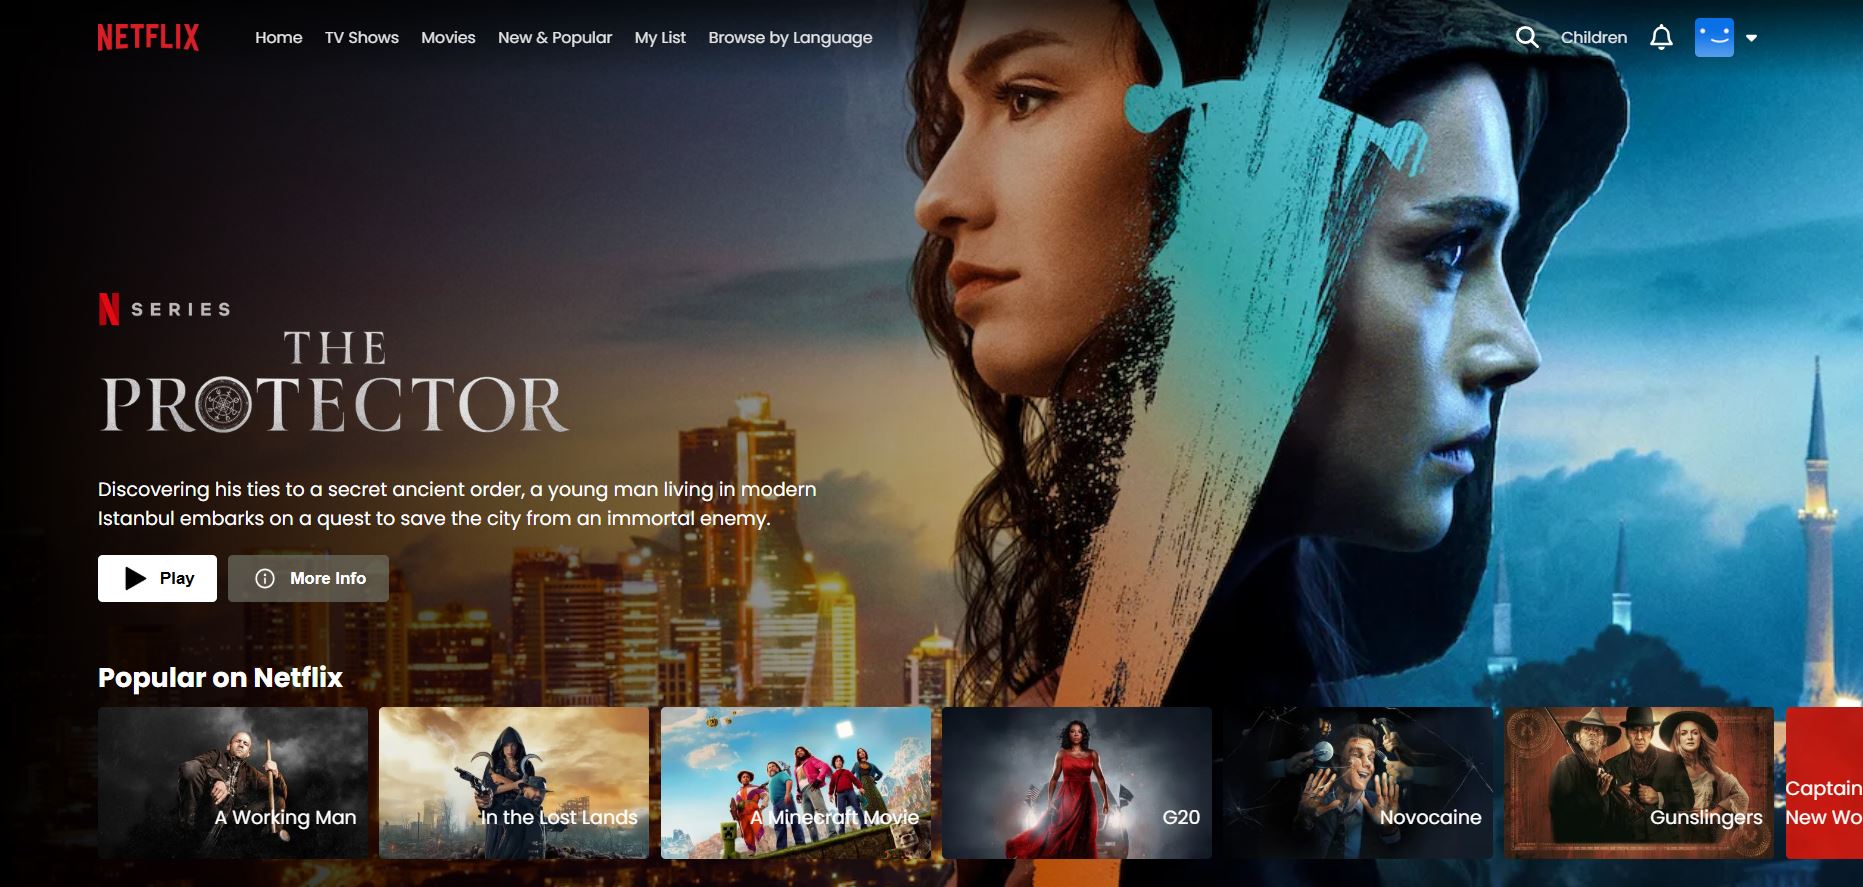 NETFLIX
Home
TV Shows
Movies
New & Popular
My List
Browse by Language
Children
N SERIES
THE
PROTECTOR
Discovering his ties to a secret ancient order, a young man living in modern
Istanbul embarks on a quest to save the city from an immortal enemy.
Play
More Info
Popular on Netflix
A Working Man
In the Lost Lands
A Minecraft Movie
G20
Novocaine
Gunslingers
Captain
New Wo